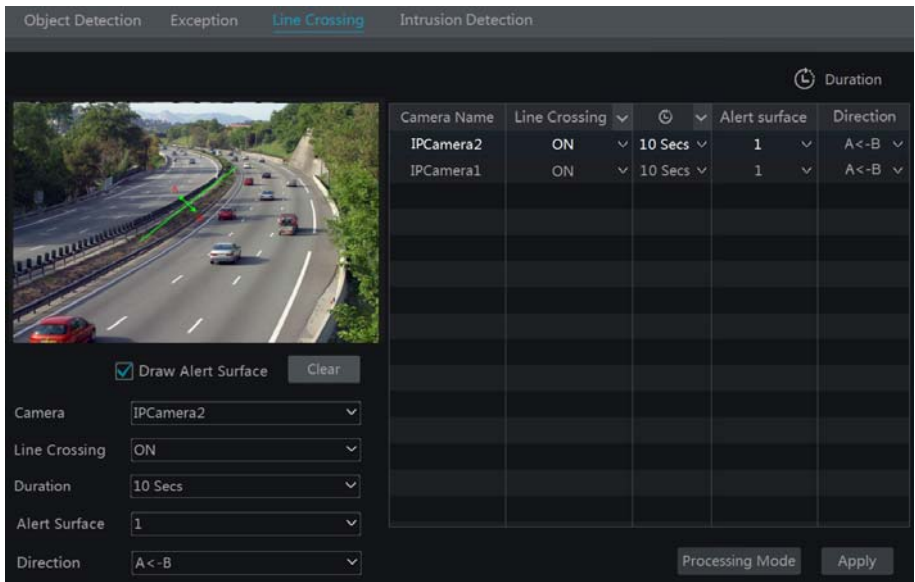 Object Detection Exception Line Crossing Intrusion Detection
Duration
Camera Name Line Crossing Alert surface Direction
IPCamera2 ON 10 Secs 1 A<-B
IPCamera1 ON 10 Secs 1 A<-B
Draw Alert Surface Clear
Camera IPCamera2
Line Crossing ON
Duration 10 Secs
Alert Surface 1
Direction A<-B
Processing Mode Apply